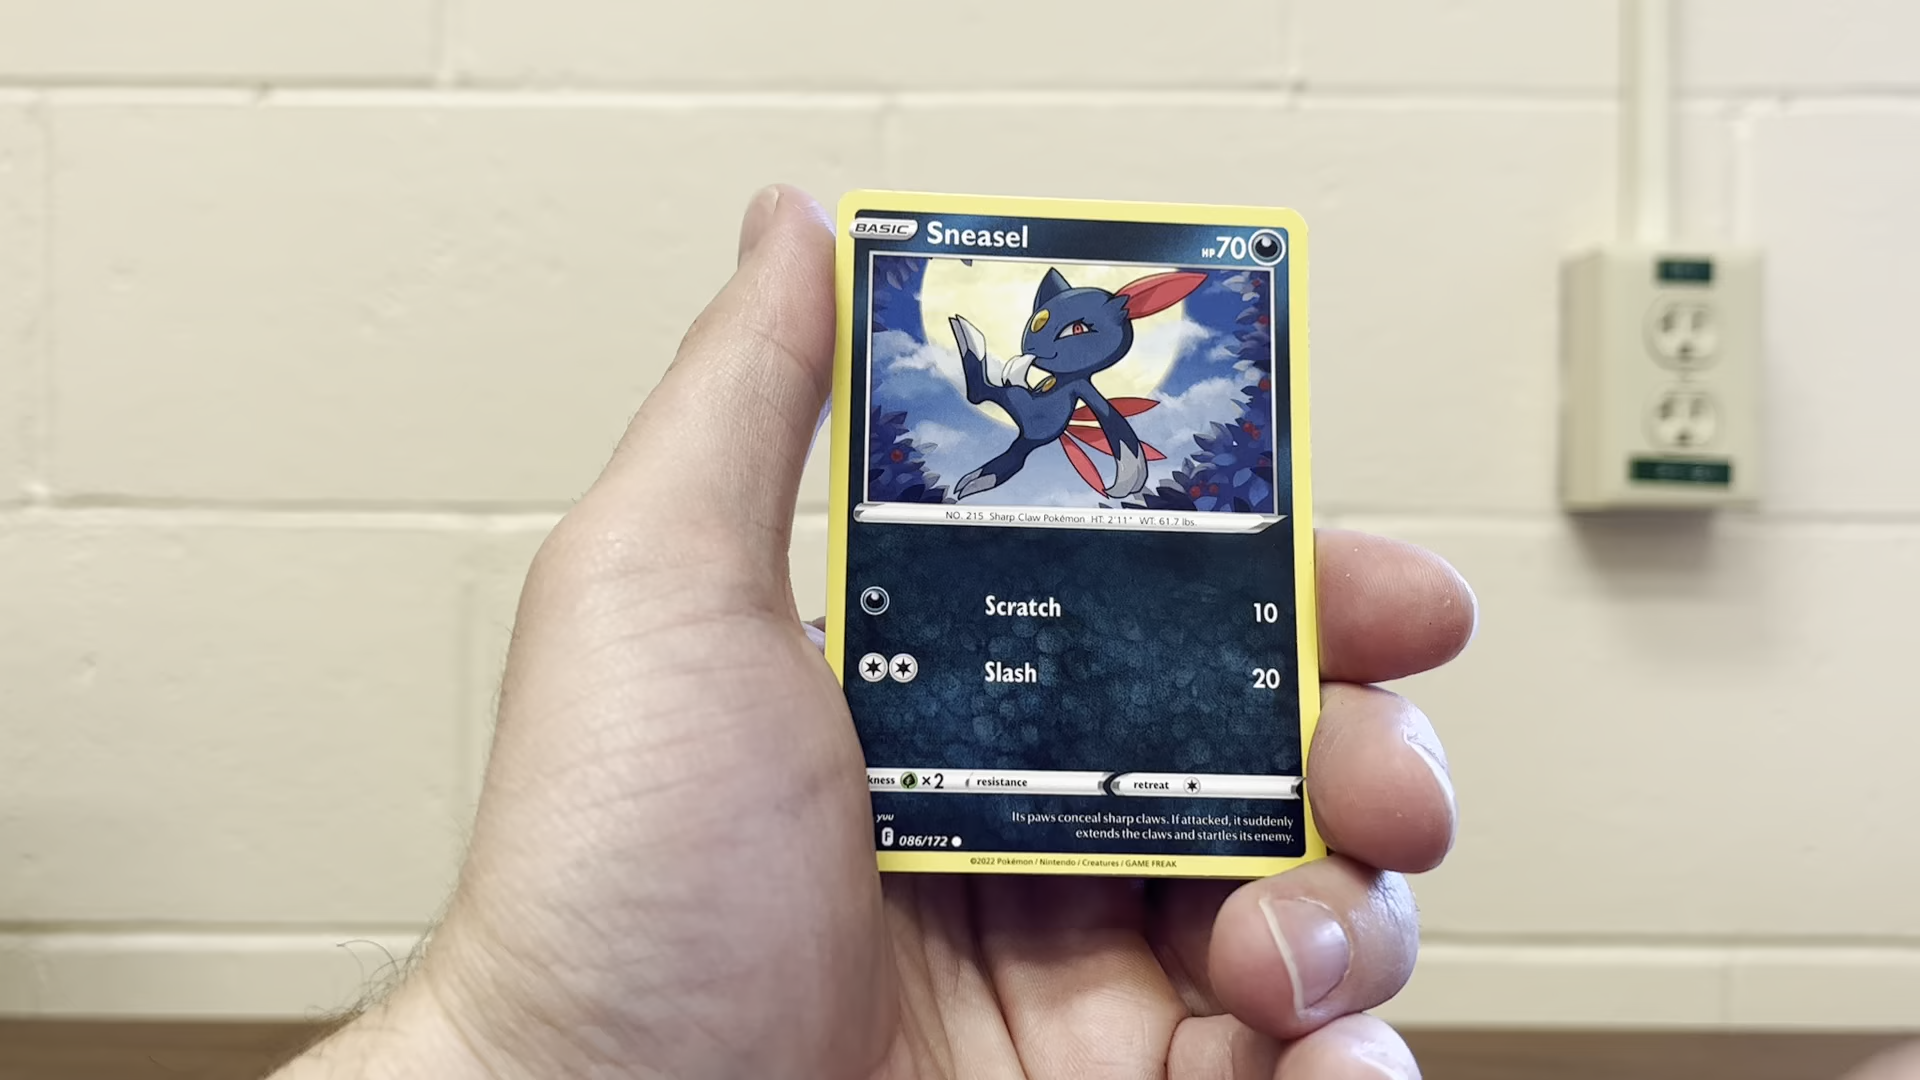 BASIC Sneasel HP 70
NO. 215 Sharp Claw Pokémon HT: 2'11" WT: 61.7 lbs.
Scratch 10
Slash 20
kness ×2 resistance retreat
yuu
Its paws conceal sharp claws. If attacked, it suddenly
extends the claws and startles its enemy.
F 086/172
©2022 Pokémon / Nintendo / Creatures / GAME FREAK